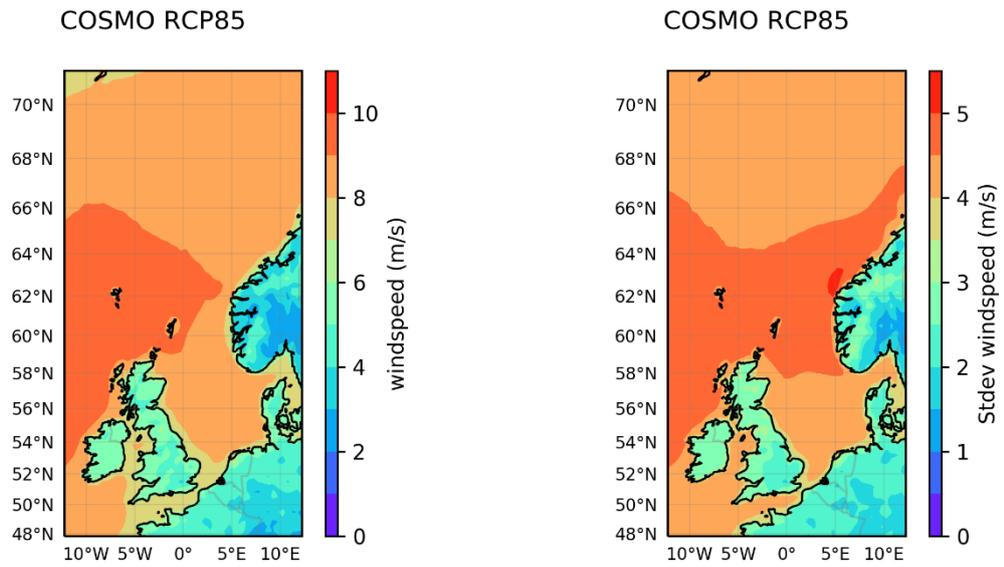 COSMO RCP85
COSMO RCP85
70°N
68°N
66°N
64°N
62°N
60°N
58°N
56°N
54°N
52°N
50°N
48°N
10°W 5°W 0° 5°E 10°E
10
8
6
4
2
0
windspeed (m/s)
70°N
68°N
66°N
64°N
62°N
60°N
58°N
56°N
54°N
52°N
50°N
48°N
10°W 5°W 0° 5°E 10°E
5
4
3
2
1
0
Stdev windspeed (m/s)